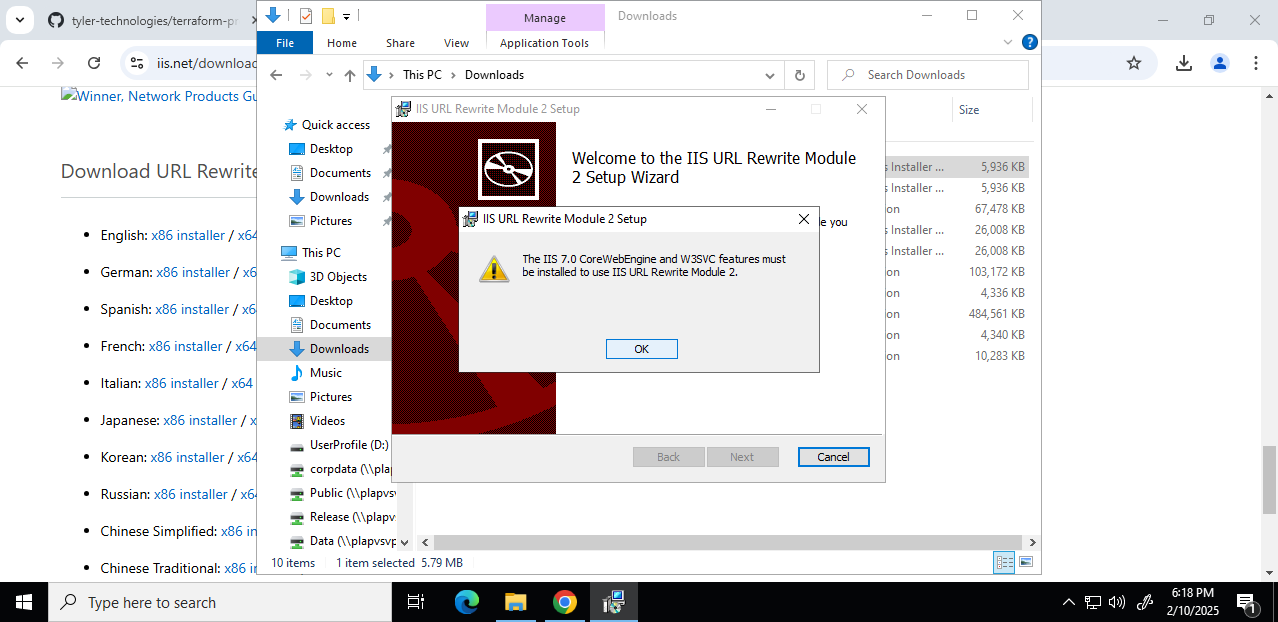 tyler-technologies/terraform-pr
Manage
Downloads
File
Home
Share
View
Application Tools
iis.net/download
This PC
Downloads
Search Downloads
Winner, Network Products Gu
Download URL Rewrite
English: x86 installer / x64
German: x86 installer / x6
Spanish: x86 installer / x6
French: x86 installer / x64
Italian: x86 installer / x64
Japanese: x86 installer / x
Korean: x86 installer / x64
Russian: x86 installer / x64
Chinese Simplified: x86 in
Chinese Traditional: x86 i
Quick access
Desktop
Documents
Downloads
Pictures
This PC
3D Objects
Desktop
Documents
Downloads
Music
Pictures
Videos
UserProfile (D:)
corpdata (\\plap
Public (\\plapvsv
Release (\\plapvs
Data (\\plapvsvp
Size
s Installer ... 5,936 KB
s Installer ... 5,936 KB
on 67,478 KB
s Installer ... 26,008 KB
s Installer ... 26,008 KB
on 103,172 KB
on 4,336 KB
on 484,561 KB
on 4,340 KB
on 10,283 KB
IIS URL Rewrite Module 2 Setup
Welcome to the IIS URL Rewrite Module
2 Setup Wizard
le you
IIS URL Rewrite Module 2 Setup
The IIS 7.0 CoreWebEngine and W3SVC features must
be installed to use IIS URL Rewrite Module 2.
OK
Back
Next
Cancel
10 items
1 item selected 5.79 MB
Type here to search
6:18 PM
2/10/2025
1